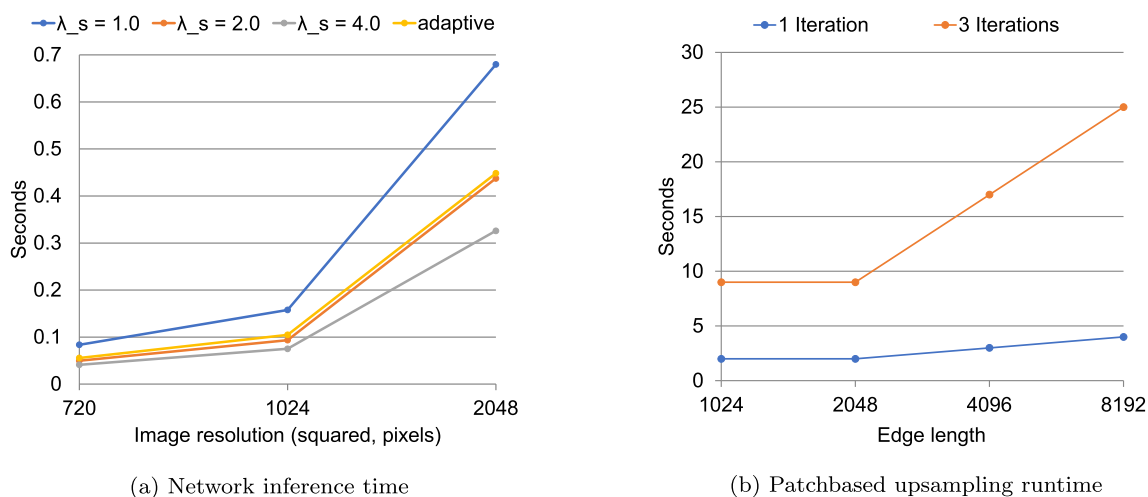 λ_s = 1.0 λ_s = 2.0 λ_s = 4.0 adaptive
0.7
0.6
0.5
0.4
0.3
0.2
0.1
0
Seconds
720 1024 2048
Image resolution (squared, pixels)
(a) Network inference time
1 Iteration 3 Iterations
30
25
20
15
10
5
0
Seconds
1024 2048 4096 8192
Edge length
(b) Patchbased upsampling runtime